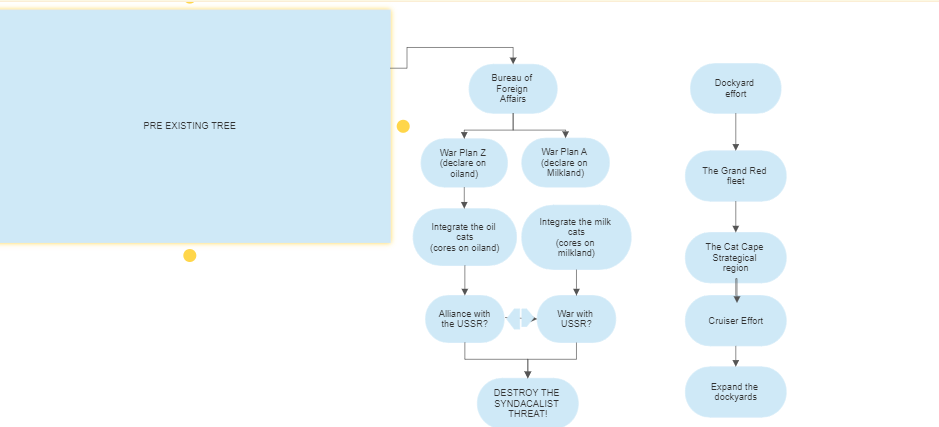 PRE EXISTING TREE
Bureau of
Foreign
Affairs
War Plan Z
(declare on
oiland)
War Plan A
(declare on
Milkland)
Integrate the oil
cats
(cores on oiland)
Integrate the milk
cats
(cores on
milkland)
Alliance with
the USSR?
War with
USSR?
DESTROY THE
SYNDACALIST
THREAT!
Dockyard
effort
The Grand Red
fleet
The Cat Cape
Strategical
region
Cruiser Effort
Expand the
dockyards